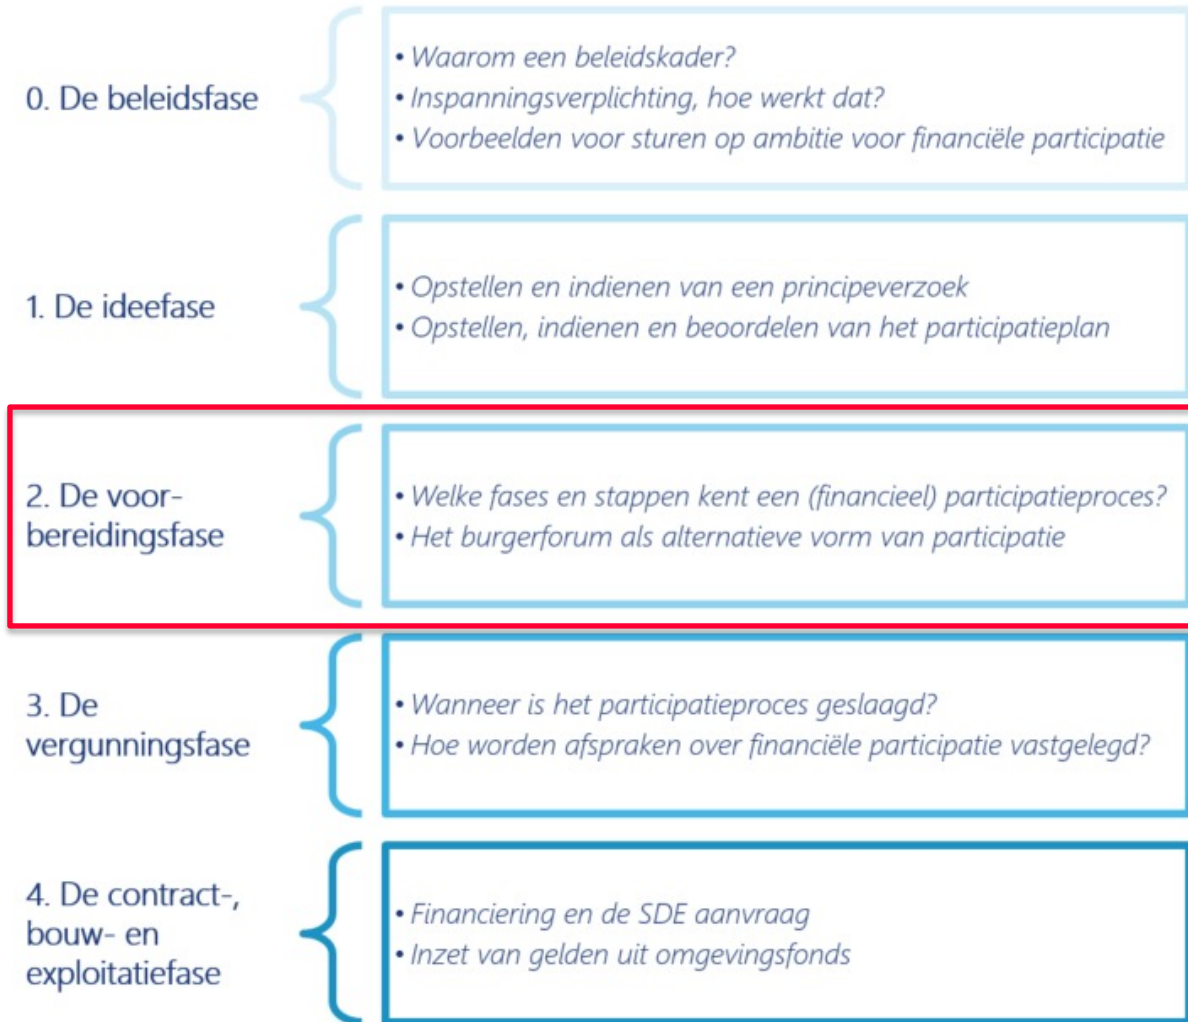 0. De beleidsfase
• Waarom een beleidskader?
• Inspanningsverplichting, hoe werkt dat?
• Voorbeelden voor sturen op ambitie voor financiële participatie
1. De ideefase
• Opstellen en indienen van een principeverzoek
• Opstellen, indienen en beoordelen van het participatieplan
2. De voor-
bereidingsfase
• Welke fases en stappen kent een (financieel) participatieproces?
• Het burgerforum als alternatieve vorm van participatie
3. De
vergunningsfase
• Wanneer is het participatieproces geslaagd?
• Hoe worden afspraken over financiële participatie vastgelegd?
4. De contract-,
bouw- en
exploitatiefase
• Financiering en de SDE aanvraag
• Inzet van gelden uit omgevingsfonds